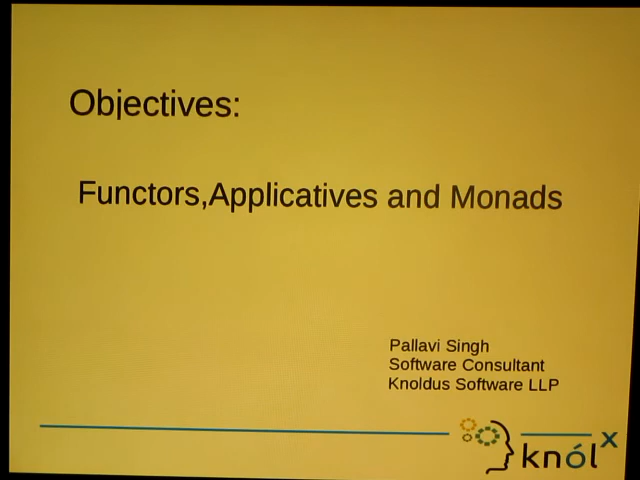 Objectives:
Functors,Applicatives and Monads
Pallavi Singh
Software Consultant
Knoldus Software LLP
knól x